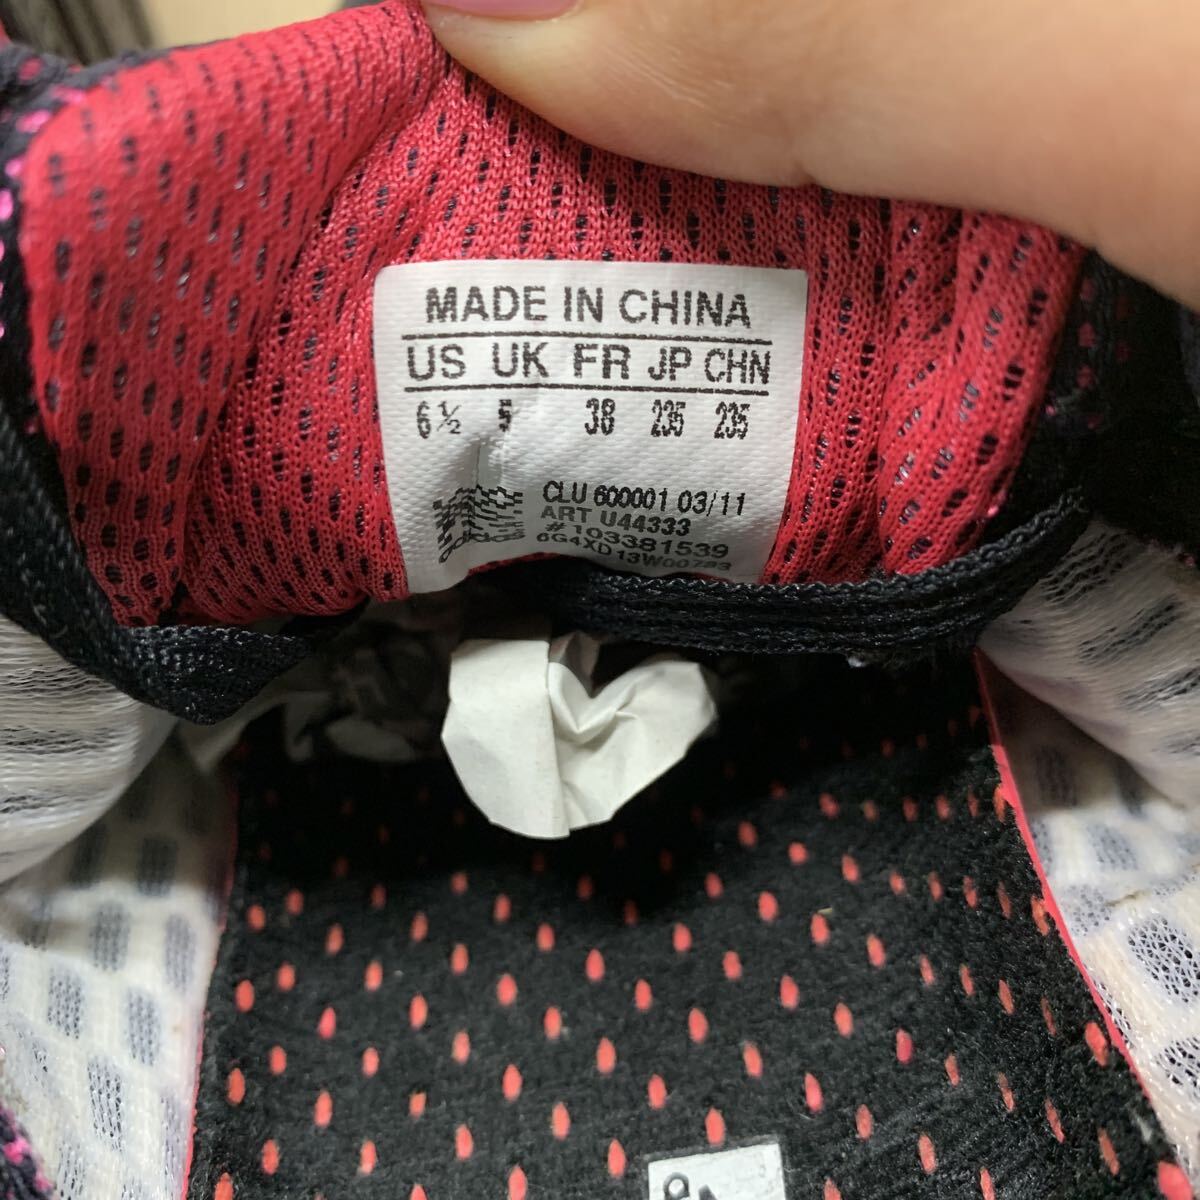 MADE IN CHINA
US UK FR JP CHN
6½ 5 38 235 235
CLU 600001 03/11
ART U44333
#103381539
adidas